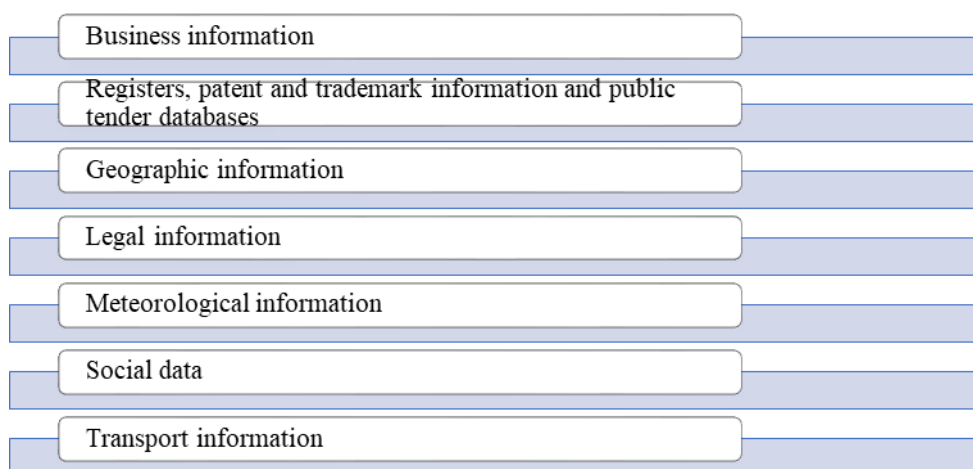 Business information
Registers, patent and trademark information and public
tender databases
Geographic information
Legal information
Meteorological information
Social data
Transport information